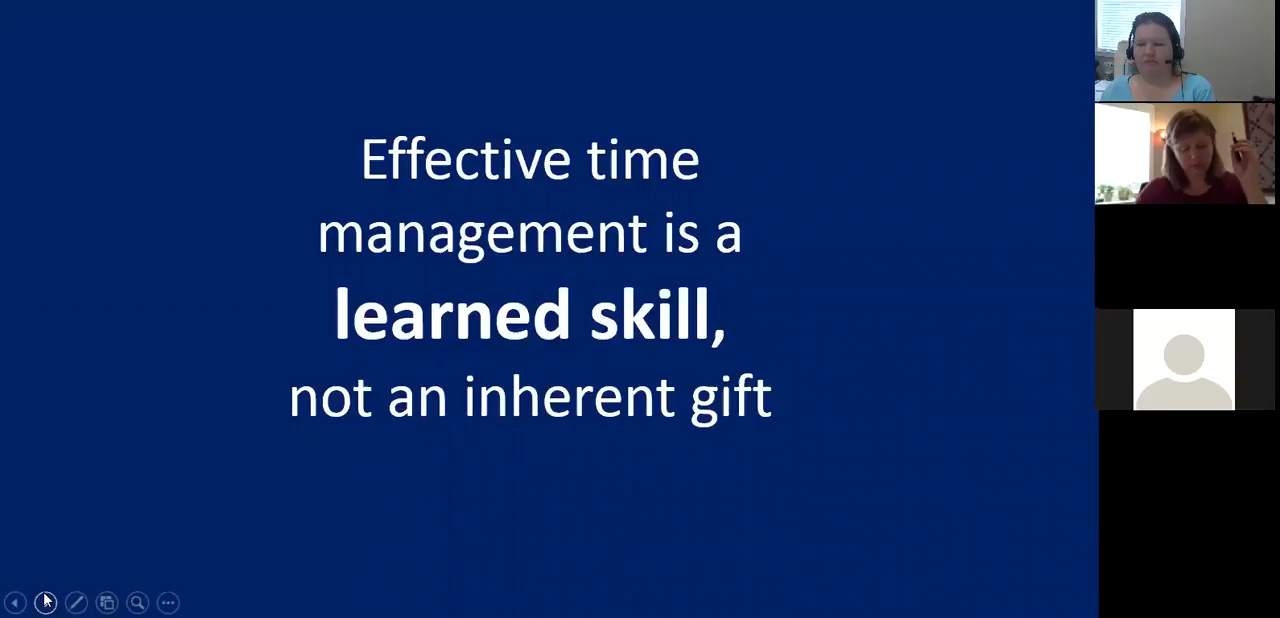 Effective time
management is a
learned skill,
not an inherent gift